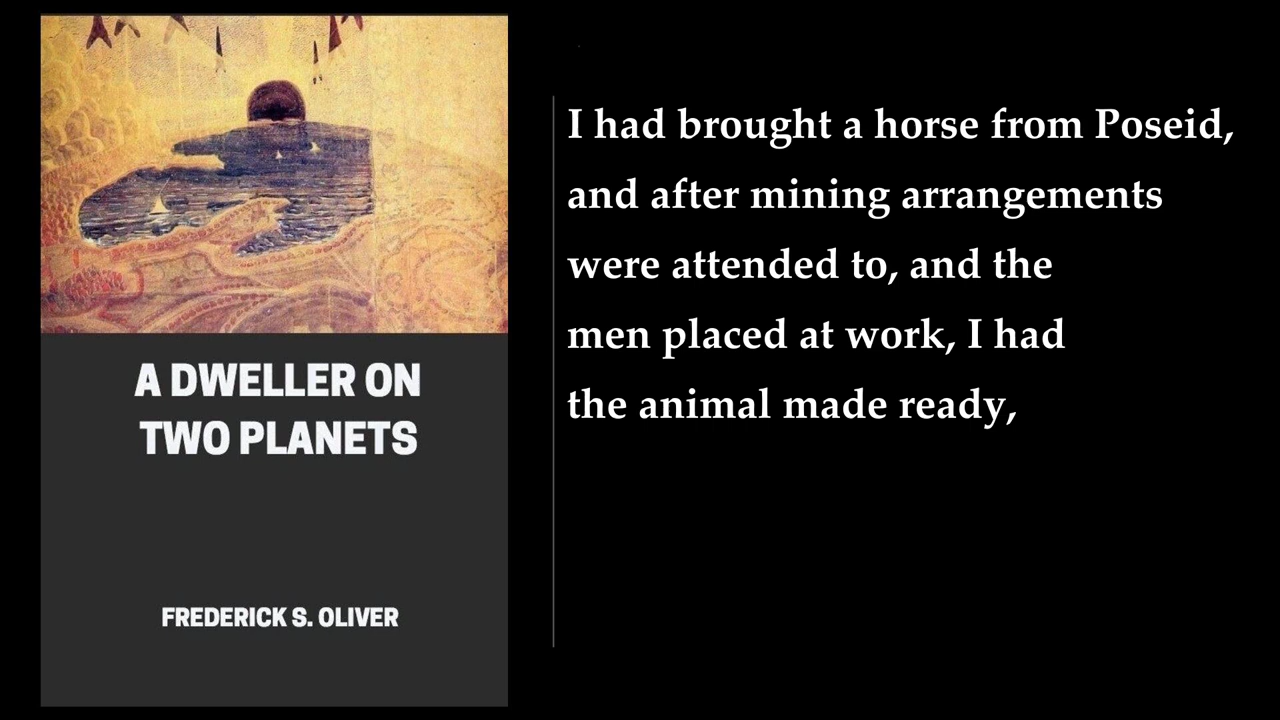 A DWELLER ON
TWO PLANETS
FREDERICK S. OLIVER
I had brought a horse from Poseid,
and after mining arrangements
were attended to, and the
men placed at work, I had
the animal made ready,